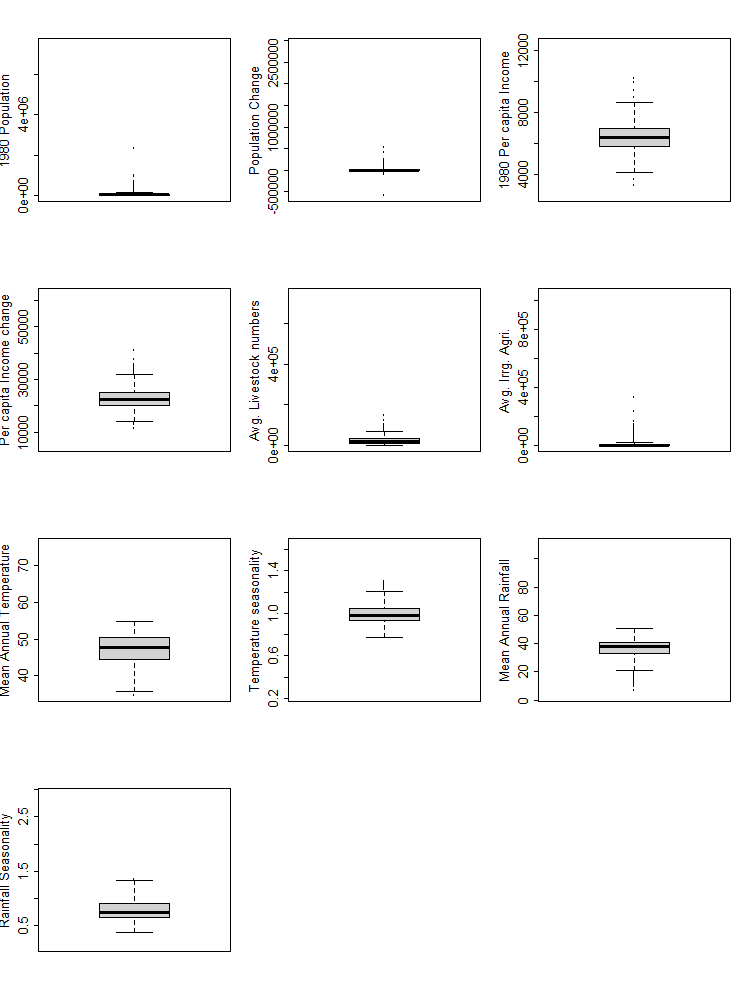 1980 Population
0e+00
4e+06
Population Change
-500000
1000000
2500000
1980 Per capita Income
4000
8000
12000
Per capita Income change
10000
30000
50000
Avg. Livestock numbers
0e+00
4e+05
Avg. Irrg. Agri.
0e+00
4e+05
8e+05
Mean Annual Temperature
40
50
60
70
Temperature seasonality
0.2
0.6
1.0
1.4
Mean Annual Rainfall
0
20
40
60
80
Rainfall Seasonality
0.5
1.5
2.5